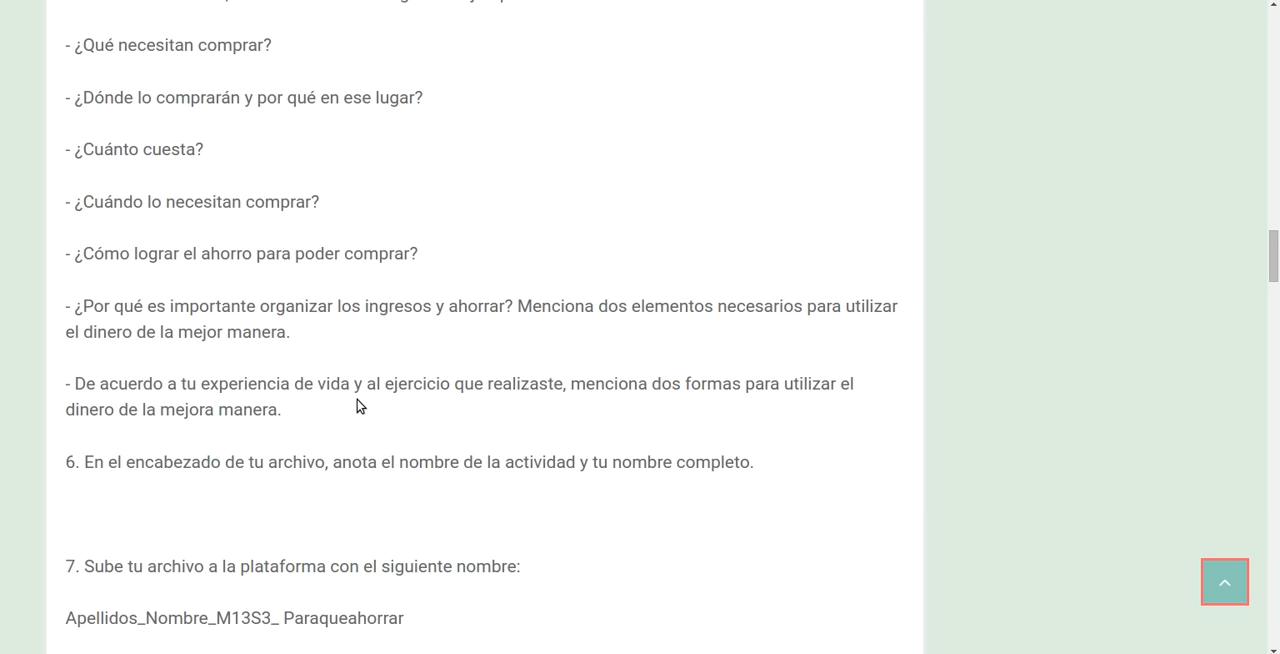 - ¿Qué necesitan comprar?
- ¿Dónde lo comprarán y por qué en ese lugar?
- ¿Cuánto cuesta?
- ¿Cuándo lo necesitan comprar?
- ¿Cómo lograr el ahorro para poder comprar?
- ¿Por qué es importante organizar los ingresos y ahorrar? Menciona dos elementos necesarios para utilizar
el dinero de la mejor manera.
- De acuerdo a tu experiencia de vida y al ejercicio que realizaste, menciona dos formas para utilizar el
dinero de la mejora manera.
6. En el encabezado de tu archivo, anota el nombre de la actividad y tu nombre completo.
7. Sube tu archivo a la plataforma con el siguiente nombre:
Apellidos_Nombre_M13S3_ Paraqueahorrar